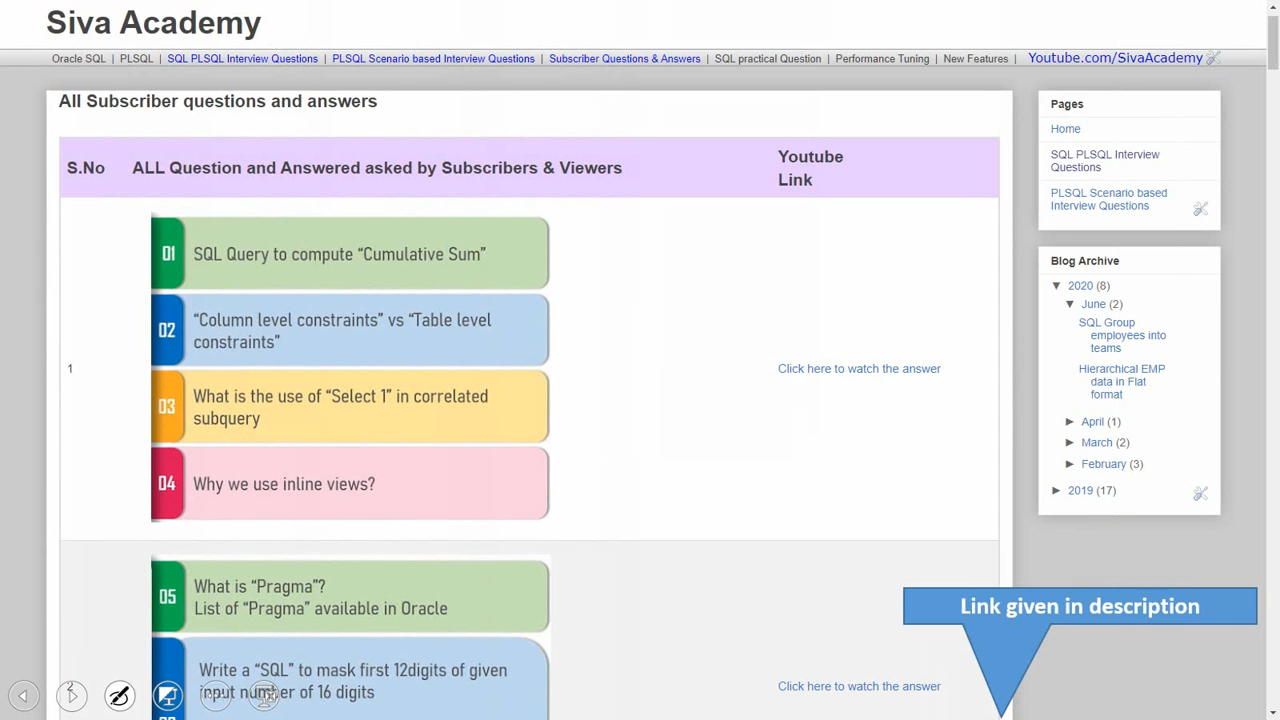 Siva Academy
Oracle SQL | PLSQL | SQL PLSQL Interview Questions | PLSQL Scenario based Interview Questions | Subscriber Questions & Answers | SQL practical Question | Performance Tuning | New Features | Youtube.com/SivaAcademy
All Subscriber questions and answers
S.No
ALL Question and Answered asked by Subscribers & Viewers
Youtube
Link
1
01
SQL Query to compute “Cumulative Sum”
02
“Column level constraints” vs “Table level
constraints”
03
What is the use of “Select 1” in correlated
subquery
04
Why we use inline views?
Click here to watch the answer
05
What is “Pragma”?
List of “Pragma” available in Oracle
Write a “SQL” to mask first 12digits of given
input number of 16 digits
Click here to watch the answer
Link given in description
Pages
Home
SQL PLSQL Interview
Questions
PLSQL Scenario based
Interview Questions
Blog Archive
▼ 2020 (8)
▼ June (2)
SQL Group
employees into
teams
Hierarchical EMP
data in Flat
format
► April (1)
► March (2)
► February (3)
► 2019 (17)